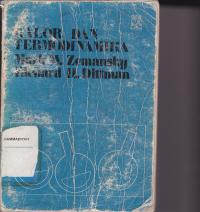 KALOR DAN
TERMODINAMIKA
Mark W. Zemansky
Richard H. Dittman